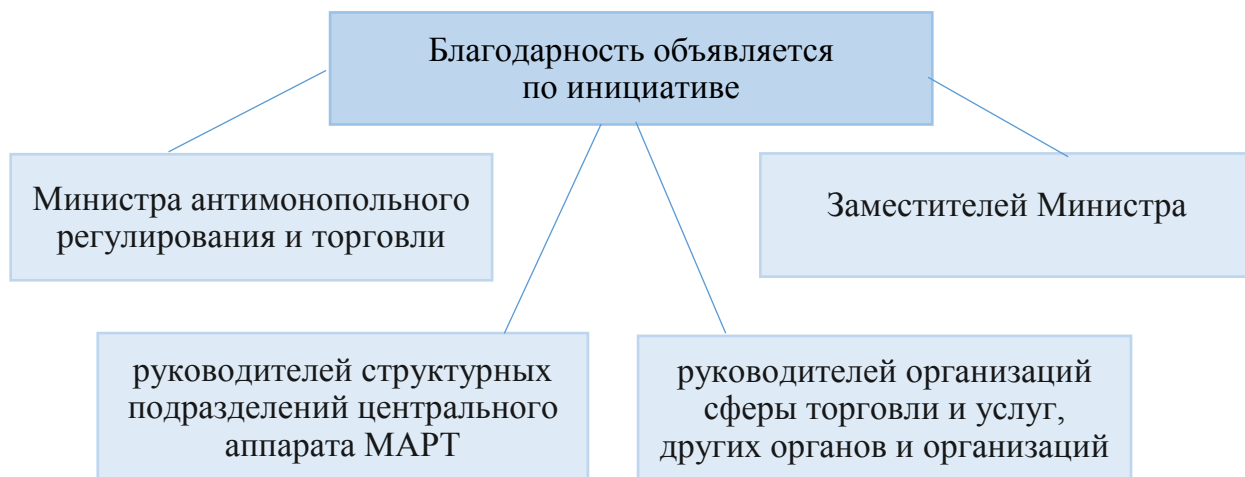 Благодарность объявляется
по инициативе
Министра антимонопольного
регулирования и торговли
Заместителей Министра
руководителей структурных
подразделений центрального
аппарата МАРТ
руководителей организаций
сферы торговли и услуг,
других органов и организаций